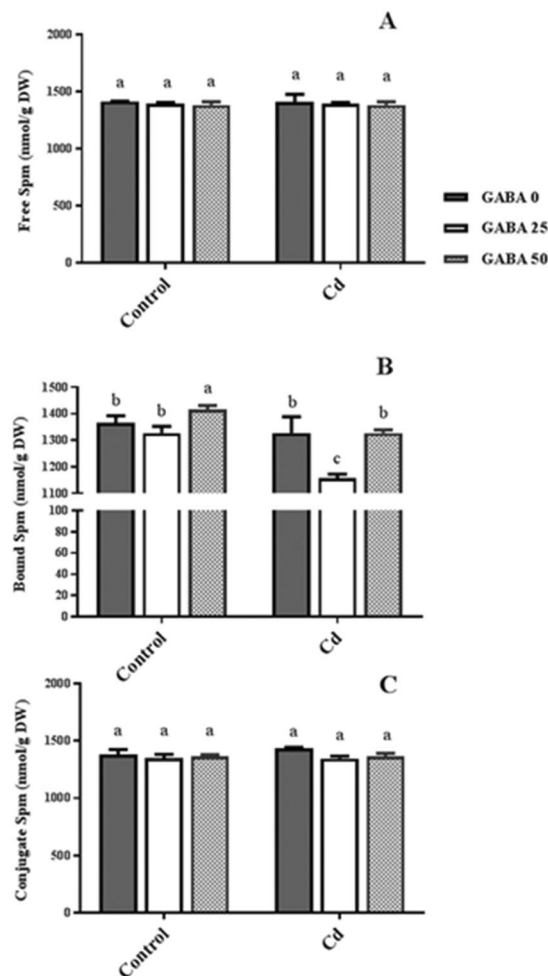 A
Free Spm (nmol/g DW)
2000
1500
1000
500
0
a a a a a a
Control Cd
GABA 0
GABA 25
GABA 50
B
Bound Spm (nmol/g DW)
1500
1400
1300
1200
1100
100
80
60
40
20
0
b b a b c b
Control Cd
C
Conjugate Spm (nmol/g DW)
2000
1500
1000
500
0
a a a a a a
Control Cd